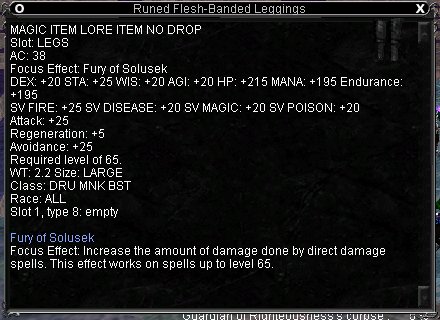 O Runed Flesh-Banded Leggings X
MAGIC ITEM LORE ITEM NO DROP
Slot: LEGS
AC: 38
Focus Effect: Fury of Solusek
DEX: +20 STA: +25 WIS: +20 AGI: +20 HP: +215 MANA: +195 Endurance:
+195
SV FIRE: +25 SV DISEASE: +20 SV MAGIC: +20 SV POISON: +20
Attack: +25
Regeneration: +5
Avoidance: +25
Required level of 65.
WT: 2.2 Size: LARGE
Class: DRU MNK BST
Race: ALL
Slot 1, type 8: empty
Fury of Solusek
Focus Effect: Increase the amount of damage done by direct damage
spells. This effect works on spells up to level 65.
Guardian of Righteousness's corpse